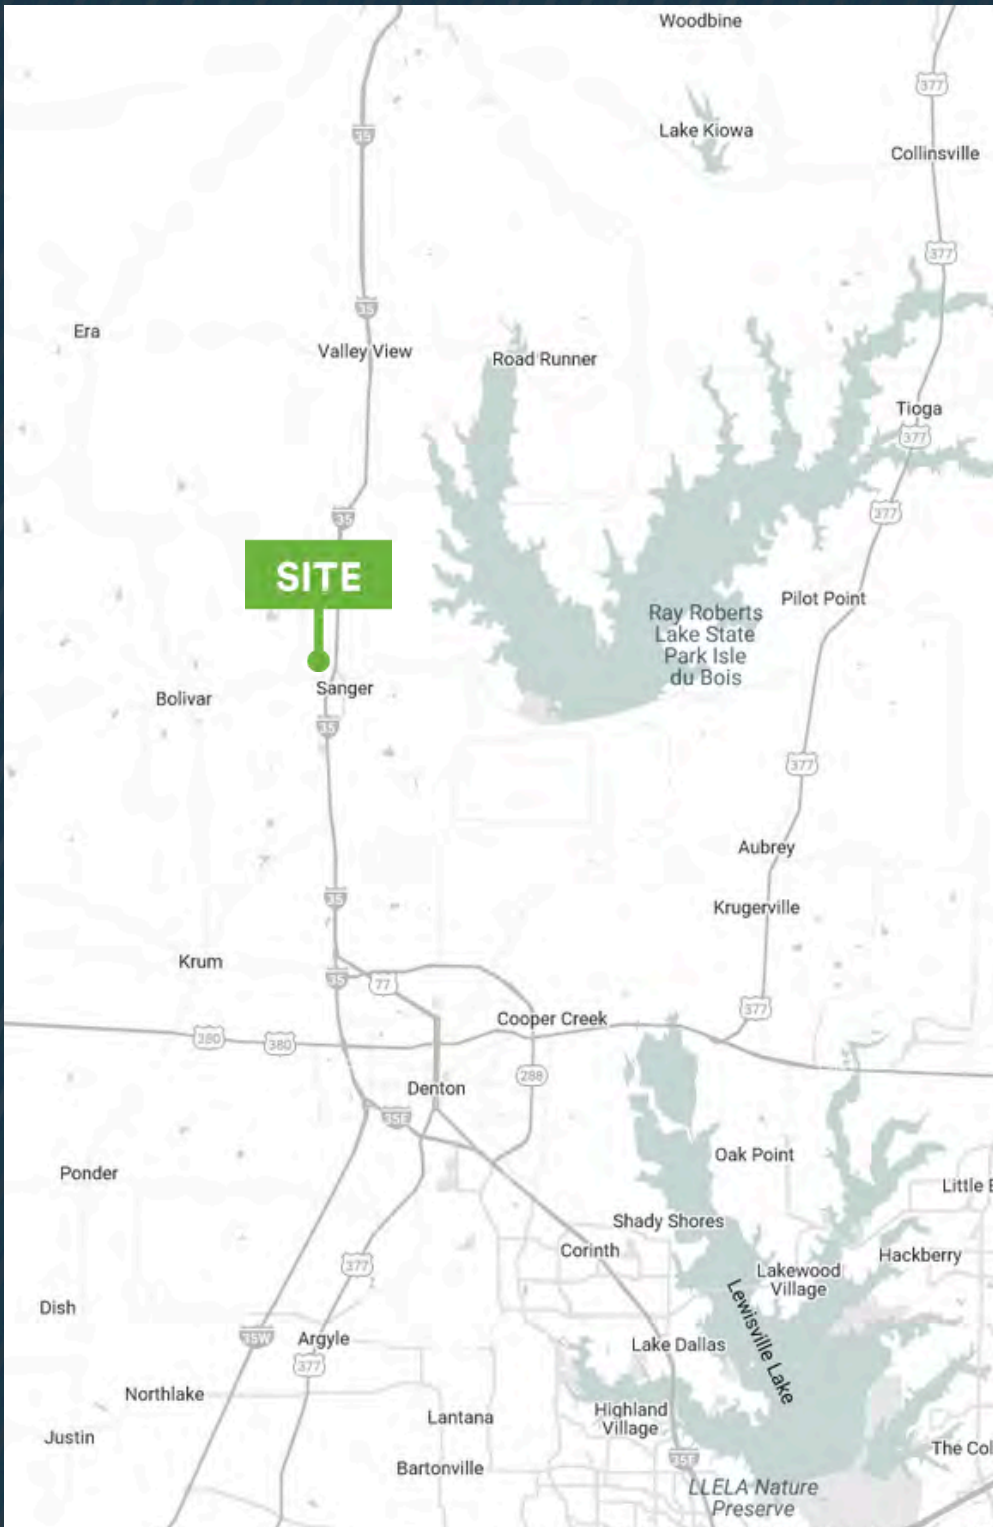 Woodbine
377
Lake Kiowa
35
Collinsville
377
35
Era
Valley View
Road Runner
Tioga
377
377
35
SITE
Pilot Point
Ray Roberts
Lake State
Park Isle
du Bois
Sanger
Bolivar
35
377
Aubrey
35
Krugerville
Krum
35
77
377
Cooper Creek
380
380
288
Denton
35E
Oak Point
Ponder
Little
Shady Shores
Corinth
Hackberry
377
Lakewood
Village
Lewisville Lake
Dish
35W
Argyle
Lake Dallas
377
Northlake
Highland
Village
Lantana
Justin
The Col
35E
Bartonville
LLELA Nature
Preserve